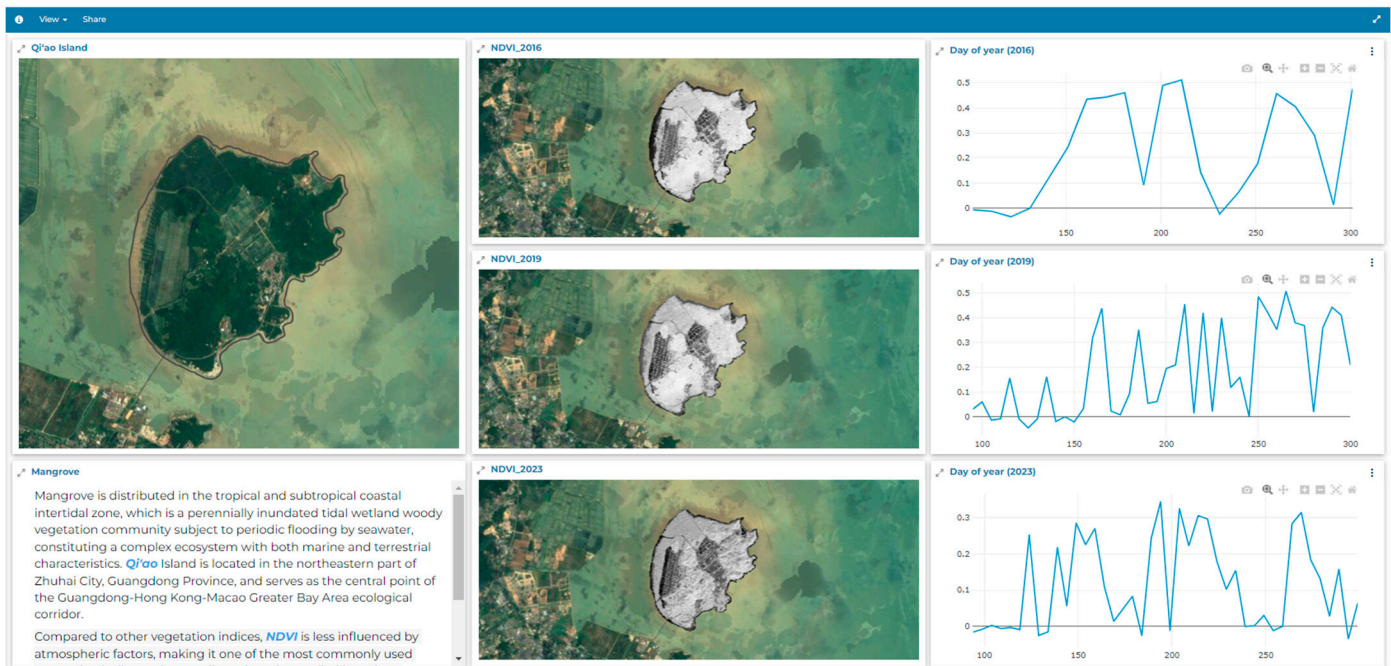 View Share
Qi'ao Island
NDVI_2016
Day of year (2016)
0.5
0.4
0.3
0.2
0.1
0
150 200 250 300
NDVI_2019
Day of year (2019)
0.5
0.4
0.3
0.2
0.1
0
100 150 200 250 300
Mangrove
Mangrove is distributed in the tropical and subtropical coastal
intertidal zone, which is a perennially inundated tidal wetland woody
vegetation community subject to periodic flooding by seawater,
constituting a complex ecosystem with both marine and terrestrial
characteristics. Qi'ao Island is located in the northeastern part of
Zhuhai City, Guangdong Province, and serves as the central point of
the Guangdong-Hong Kong-Macao Greater Bay Area ecological
corridor.
Compared to other vegetation indices, NDVI is less influenced by
atmospheric factors, making it one of the most commonly used
NDVI_2023
Day of year (2023)
0.3
0.2
0.1
0
100 150 200 250